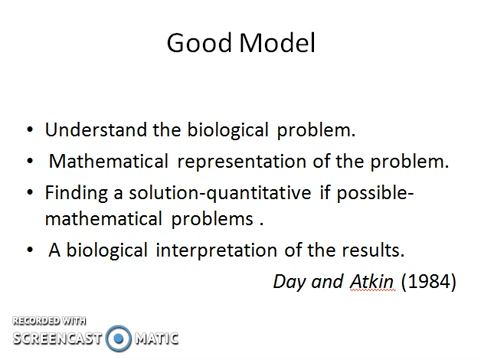 Good Model
• Understand the biological problem.
• Mathematical representation of the problem.
• Finding a solution-quantitative if possible-
mathematical problems .
• A biological interpretation of the results.
Day and Atkin (1984)
RECORDED WITH
SCREENCAST MATIC